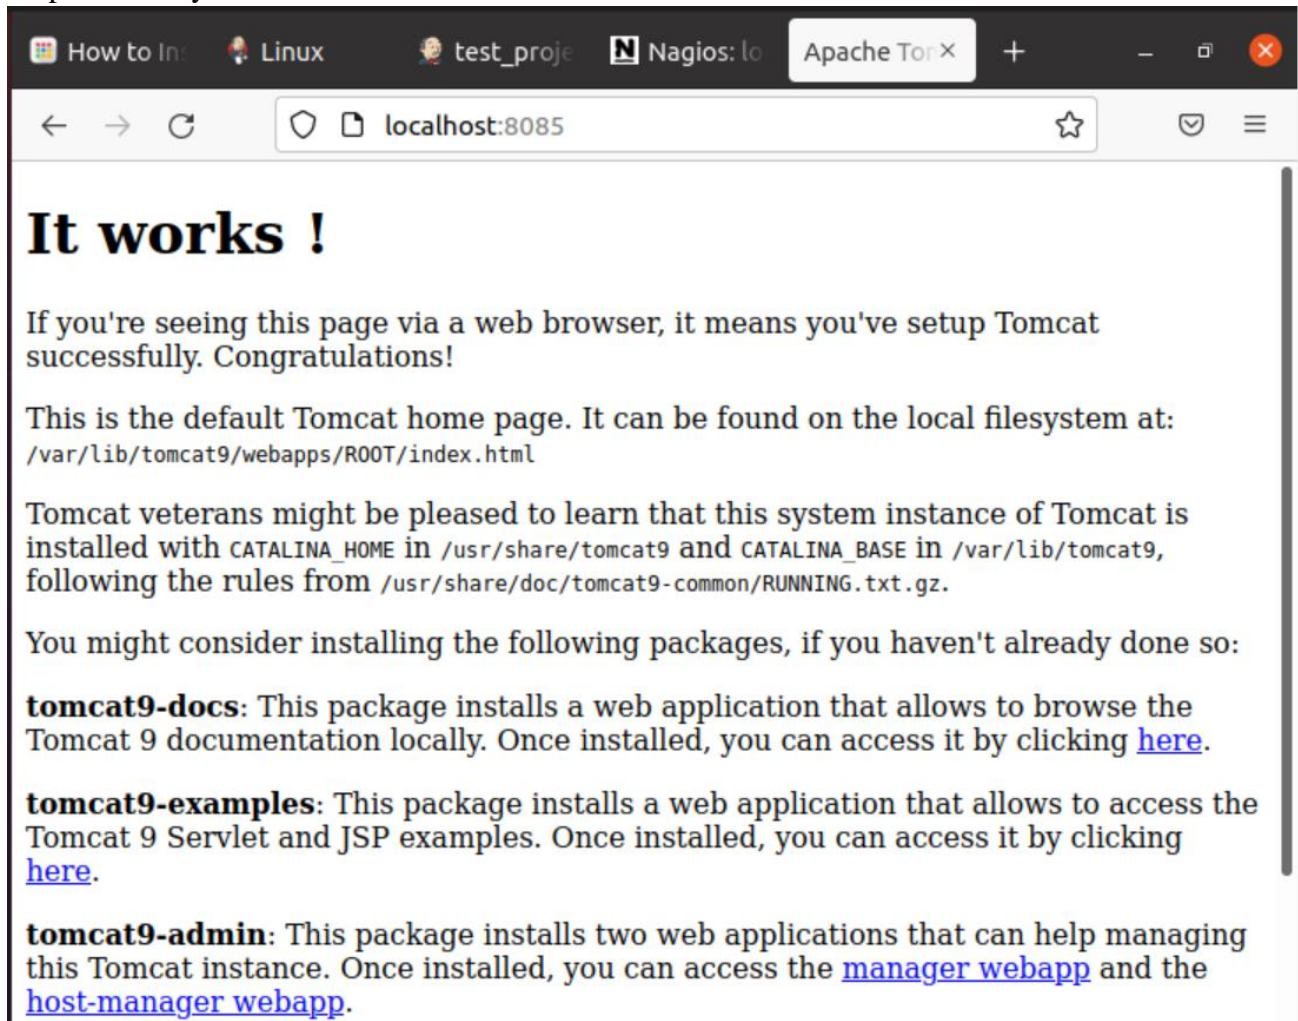 How to In
Linux
test_proje
Nagios: lo
Apache Tom
localhost:8085
It works !
If you're seeing this page via a web browser, it means you've setup Tomcat
successfully. Congratulations!
This is the default Tomcat home page. It can be found on the local filesystem at:
/var/lib/tomcat9/webapps/ROOT/index.html
Tomcat veterans might be pleased to learn that this system instance of Tomcat is
installed with CATALINA_HOME in /usr/share/tomcat9 and CATALINA_BASE in /var/lib/tomcat9,
following the rules from /usr/share/doc/tomcat9-common/RUNNING.txt.gz.
You might consider installing the following packages, if you haven't already done so:
tomcat9-docs: This package installs a web application that allows to browse the
Tomcat 9 documentation locally. Once installed, you can access it by clicking here.
tomcat9-examples: This package installs a web application that allows to access the
Tomcat 9 Servlet and JSP examples. Once installed, you can access it by clicking
here.
tomcat9-admin: This package installs two web applications that can help managing
this Tomcat instance. Once installed, you can access the manager webapp and the
host-manager webapp.